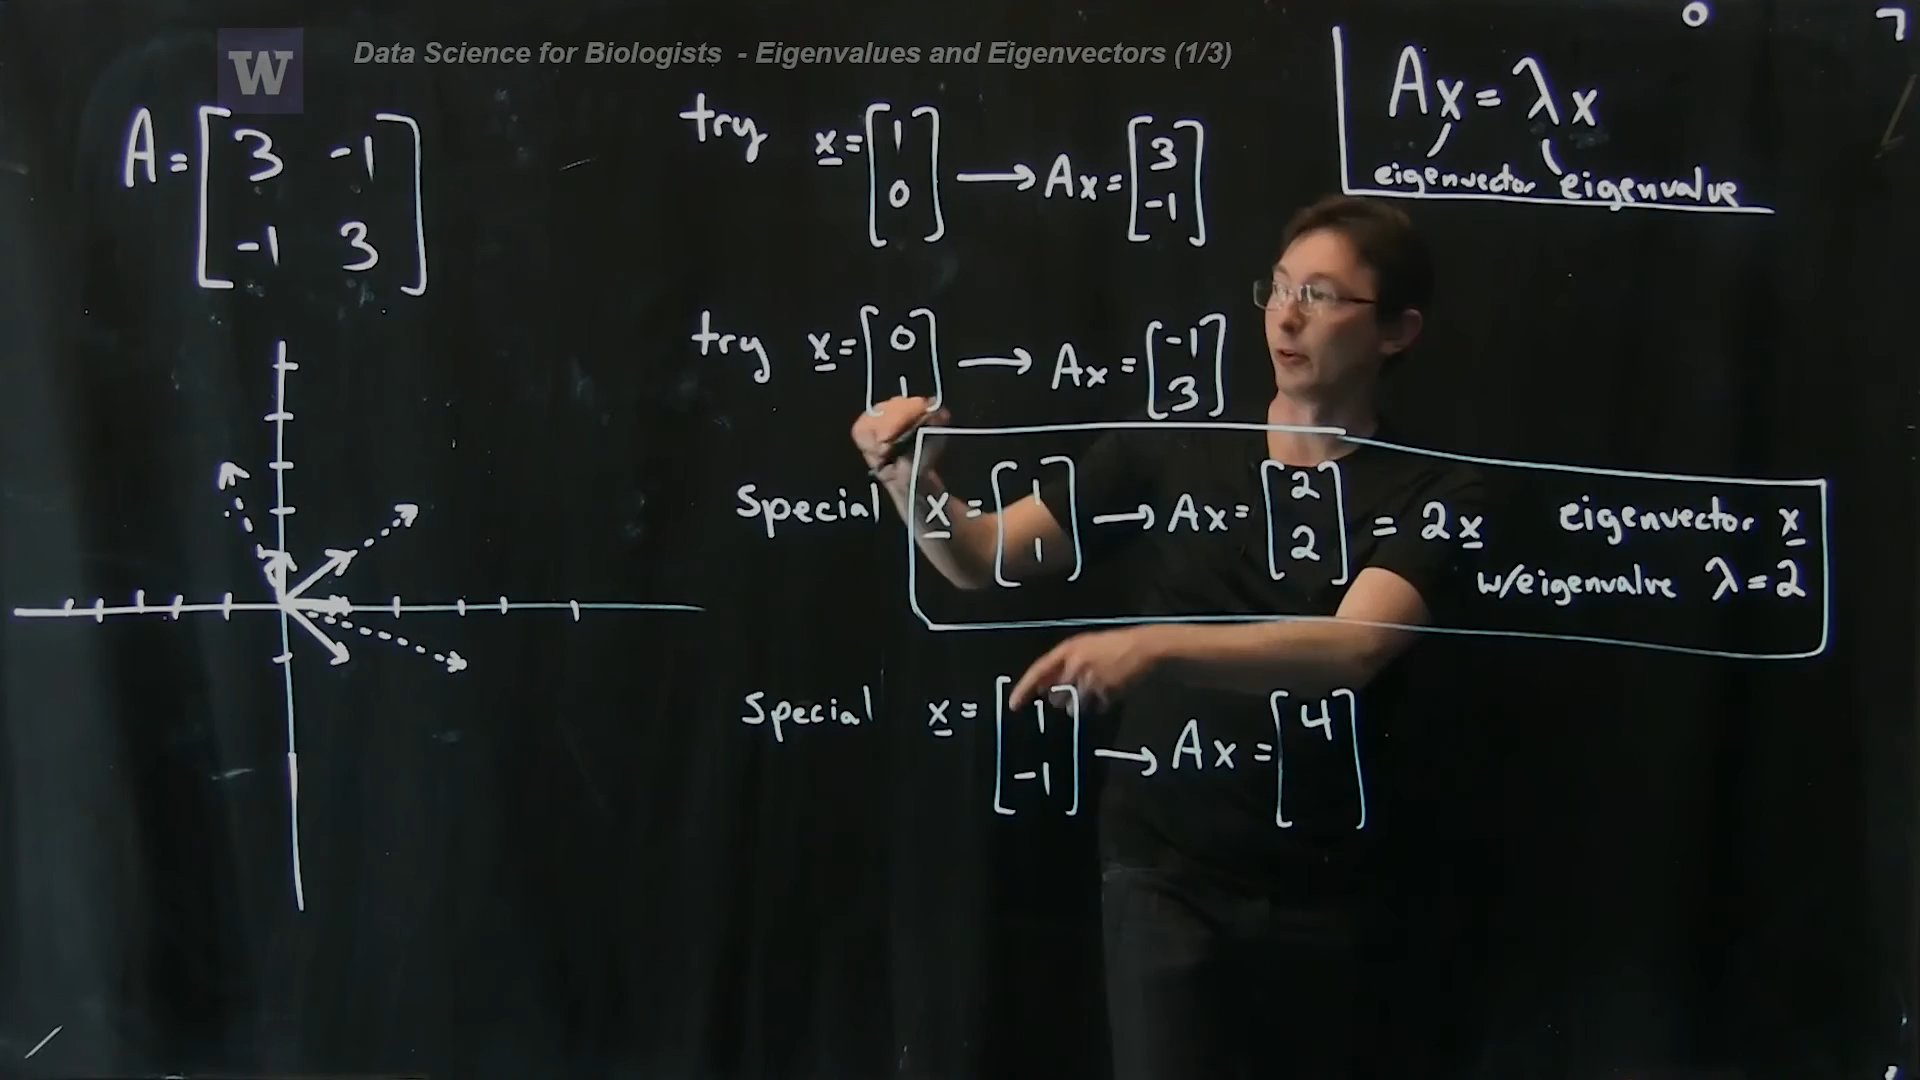 W
Data Science for Biologists - Eigenvalues and Eigenvectors (1/3)
0 7
A = [3 -1
-1 3]
try x = [1 0] → Ax = [3 -1]
Ax = λx
eigenvector eigenvalue
try x = [0 1] → Ax = [-1 3]
Special x = [1 1] → Ax = [2 2] = 2x eigenvector x
w/eigenvalue λ = 2
Special x = [1 -1] → Ax = [4 ]